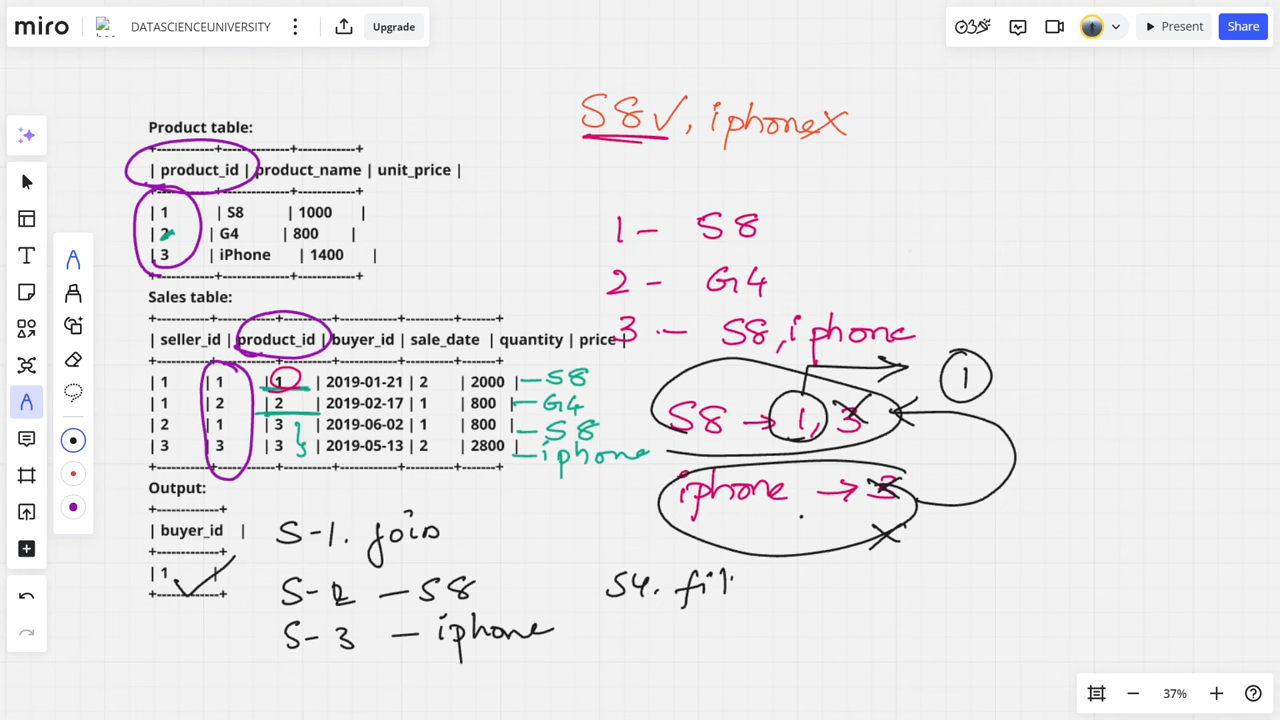 miro DATASCIENCEUNIVERSITY Upgrade
Present Share
S8✓, iphoneX
Product table:
+-----------+--------------+------------+
| product_id | product_name | unit_price |
+-----------+--------------+------------+
| 1 | S8 | 1000 |
| 2 | G4 | 800 |
| 3 | iPhone | 1400 |
+-----------+--------------+------------+
1 - S8
2 - G4
3 - S8, iphone
Sales table:
+-----------+------------+----------+------------+----------+-------+
| seller_id | product_id | buyer_id | sale_date | quantity | price |
+-----------+------------+----------+------------+----------+-------+
| 1 | 1 | 1 | 2019-01-21 | 2 | 2000 | - S8
| 1 | 2 | 2 | 2019-02-17 | 1 | 800 | - G4
| 2 | 1 | 3 | 2019-06-02 | 1 | 800 | - S8
| 3 | 3 | 3 | 2019-05-13 | 2 | 2800 | - iphone
+-----------+------------+----------+------------+----------+-------+
1
S8 → 1, 3
iphone → 3
Output:
+-----------+
| buyer_id |
+-----------+
| 1 |
+-----------+
S-1. join
S-2 - S8
S-3 - iphone
S4. fil
37%